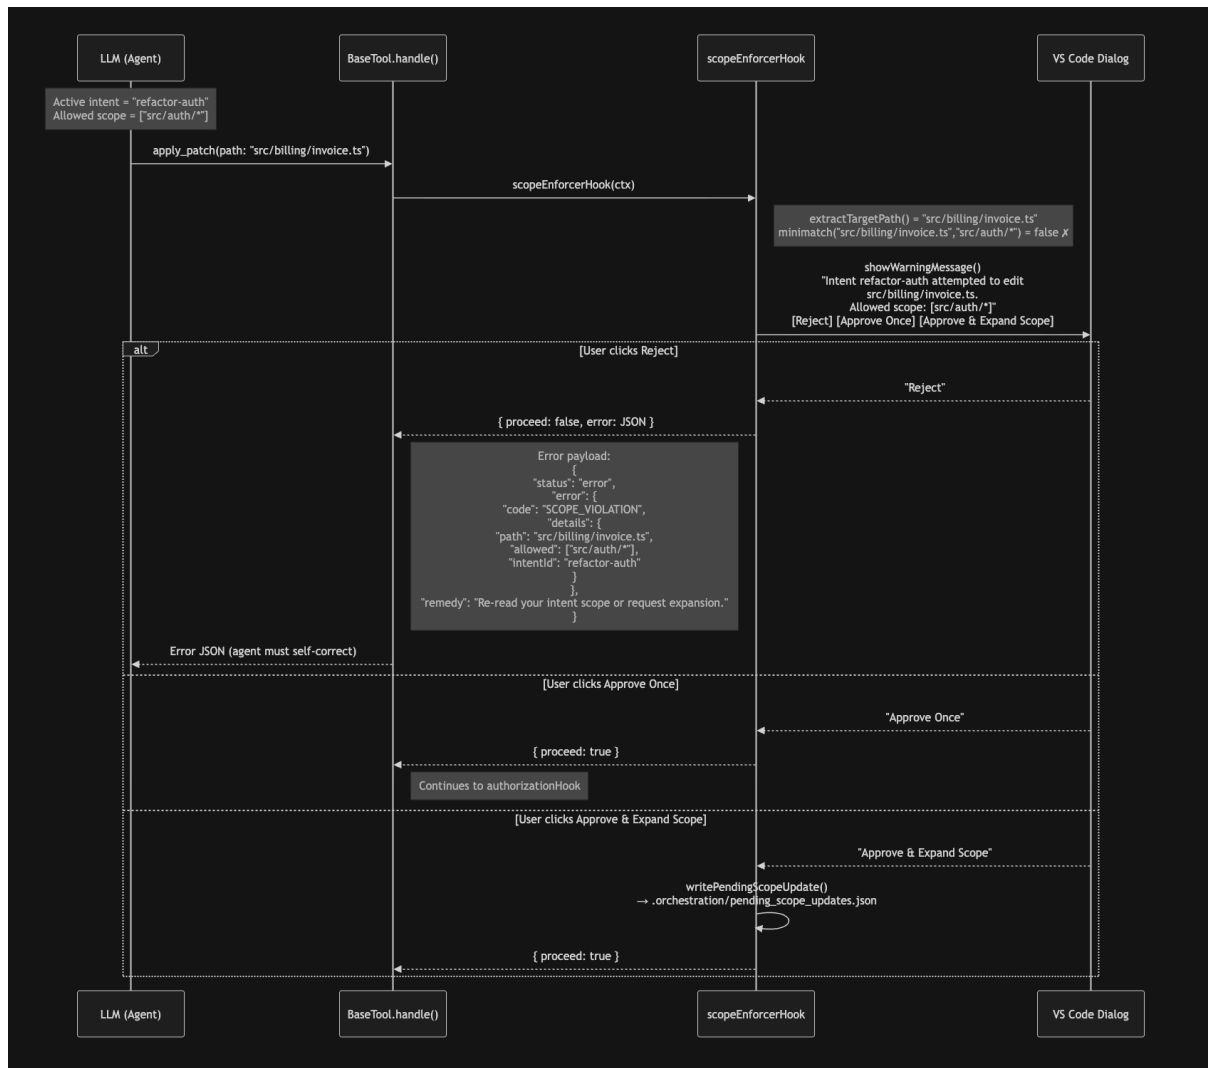 LLM (Agent)
BaseTool.handle()
scopeEnforcerHook
VS Code Dialog
Active intent = "refactor-auth"
Allowed scope = ["src/auth/*"]
apply_patch(path: "src/billing/invoice.ts")
scopeEnforcerHook(ctx)
extractTargetPath() = "src/billing/invoice.ts"
minimatch("src/billing/invoice.ts","src/auth/*") = false ✗
showWarningMessage()
"Intent refactor-auth attempted to edit
src/billing/invoice.ts.
Allowed scope: [src/auth/*]"
[Reject] [Approve Once] [Approve & Expand Scope]
alt
[User clicks Reject]
"Reject"
{ proceed: false, error: JSON }
Error payload:
{
"status": "error",
"error": {
"code": "SCOPE_VIOLATION",
"details": {
"path": "src/billing/invoice.ts",
"allowed": ["src/auth/*"],
"intentId": "refactor-auth"
}
},
"remedy": "Re-read your intent scope or request expansion."
}
Error JSON (agent must self-correct)
[User clicks Approve Once]
"Approve Once"
{ proceed: true }
Continues to authorizationHook
[User clicks Approve & Expand Scope]
"Approve & Expand Scope"
writePendingScopeUpdate()
→ .orchestration/pending_scope_updates.json
{ proceed: true }
LLM (Agent)
BaseTool.handle()
scopeEnforcerHook
VS Code Dialog